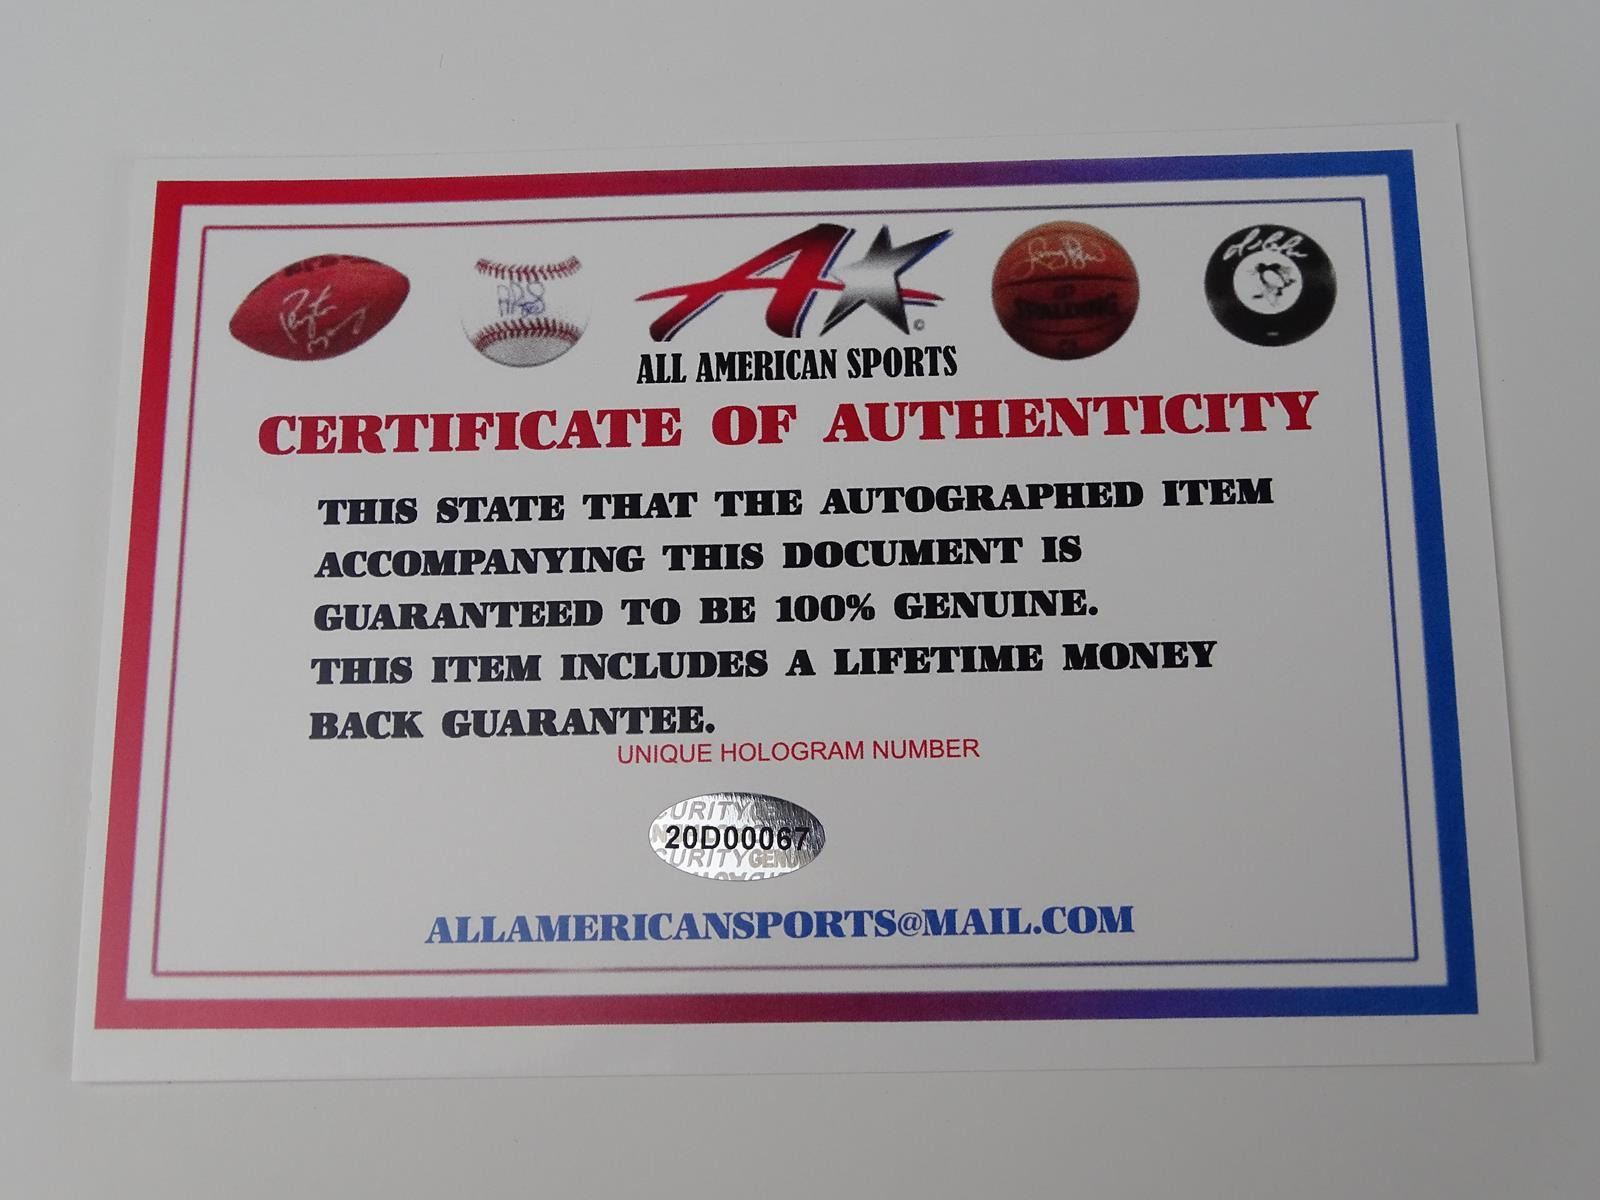 ALL AMERICAN SPORTS
CERTIFICATE OF AUTHENTICITY
THIS STATE THAT THE AUTOGRAPHED ITEM
ACCOMPANYING THIS DOCUMENT IS
GUARANTEED TO BE 100% GENUINE.
THIS ITEM INCLUDES A LIFETIME MONEY
BACK GUARANTEE.
UNIQUE HOLOGRAM NUMBER
20D00067
ALLAMERICANSPORTS@MAIL.COM
SPALDING